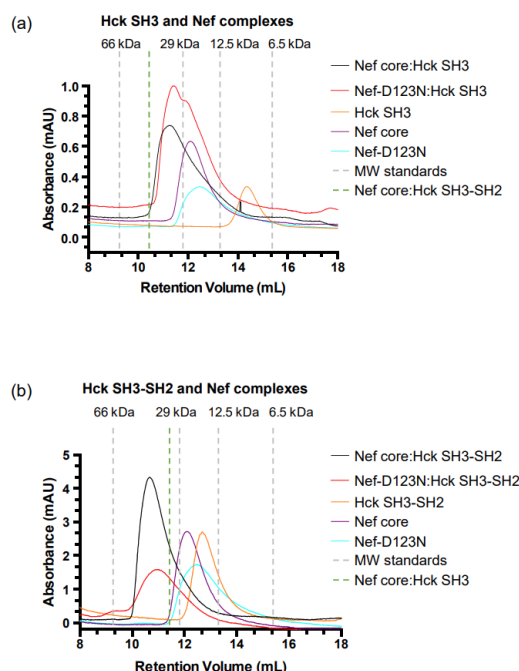 (a)
Hck SH3 and Nef complexes
66 kDa 29 kDa 12.5 kDa 6.5 kDa
1.0
0.8
0.6
0.4
0.2
0.0
Absorbance (mAU)
8 10 12 14 16 18
Retention Volume (mL)
Nef core:Hck SH3
Nef-D123N:Hck SH3
Hck SH3
Nef core
Nef-D123N
MW standards
Nef core:Hck SH3-SH2
(b)
Hck SH3-SH2 and Nef complexes
66 kDa 29 kDa 12.5 kDa 6.5 kDa
5
4
3
2
1
0
Absorbance (mAU)
8 10 12 14 16 18
Retention Volume (mL)
Nef core:Hck SH3-SH2
Nef-D123N:Hck SH3-SH2
Hck SH3-SH2
Nef core
Nef-D123N
MW standards
Nef core:Hck SH3